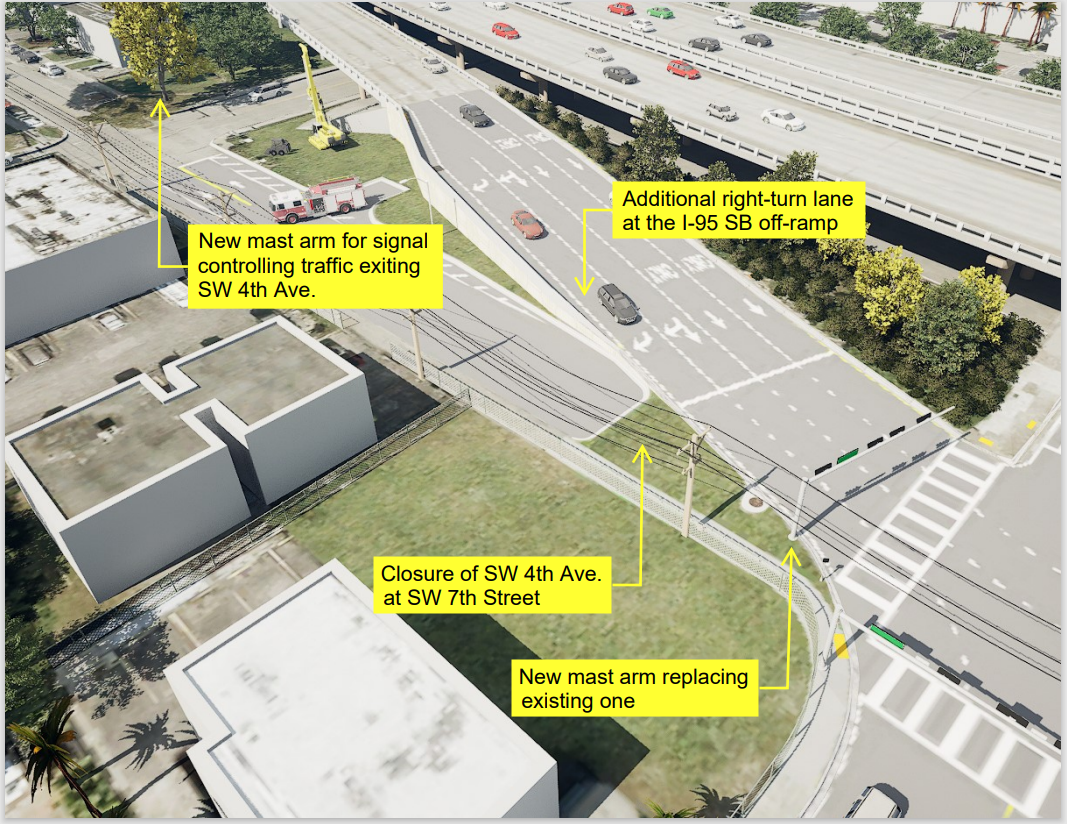 Additional right-turn lane
at the I-95 SB off-ramp
New mast arm for signal
controlling traffic exiting
SW 4th Ave.
Closure of SW 4th Ave.
at SW 7th Street
New mast arm replacing
existing one